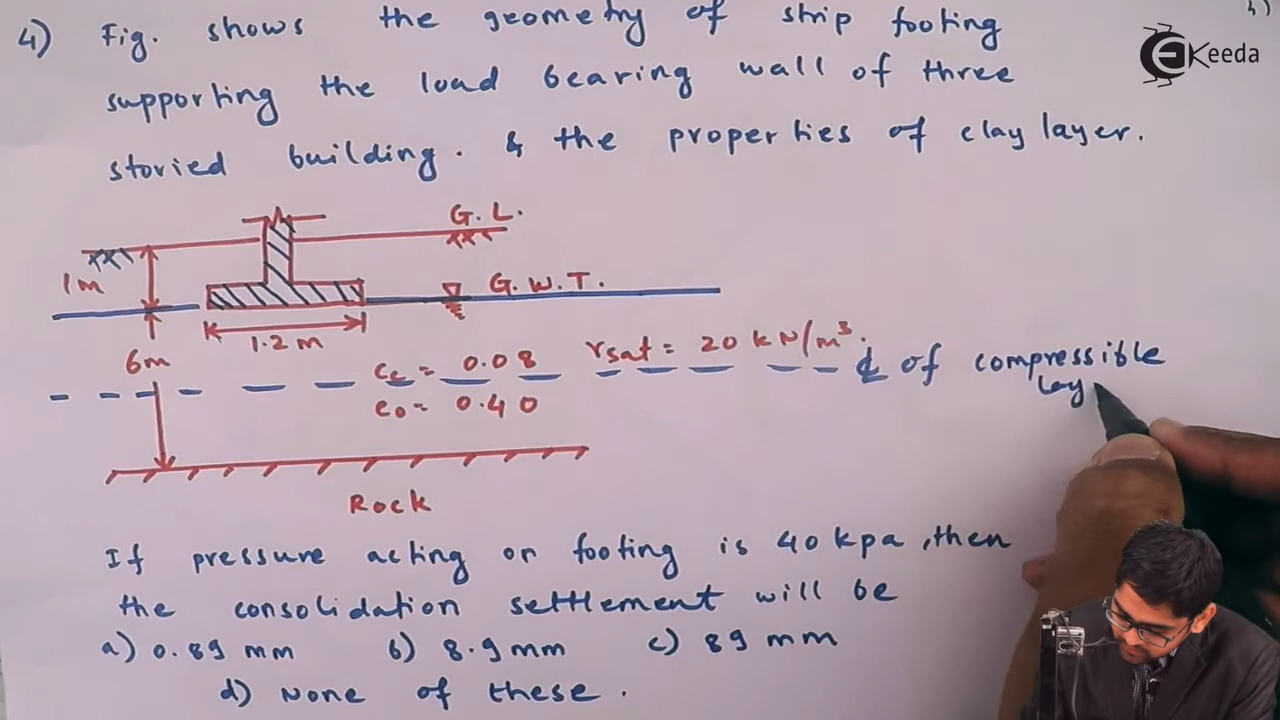 4) Fig. shows the geometry of strip footing
supporting the load bearing wall of three
storied building. & the properties of clay layer.
G.L.
1m
G.W.T.
1.2m
6m
Cc = 0.08 γsat = 20 kN/m³.
℄ of compressible
lay
e0 = 0.40
Rock
If pressure acting on footing is 40 kpa, then
the consolidation settlement will be
a) 0.89 mm b) 8.9 mm c) 89 mm
d) None of these.
EKeeda